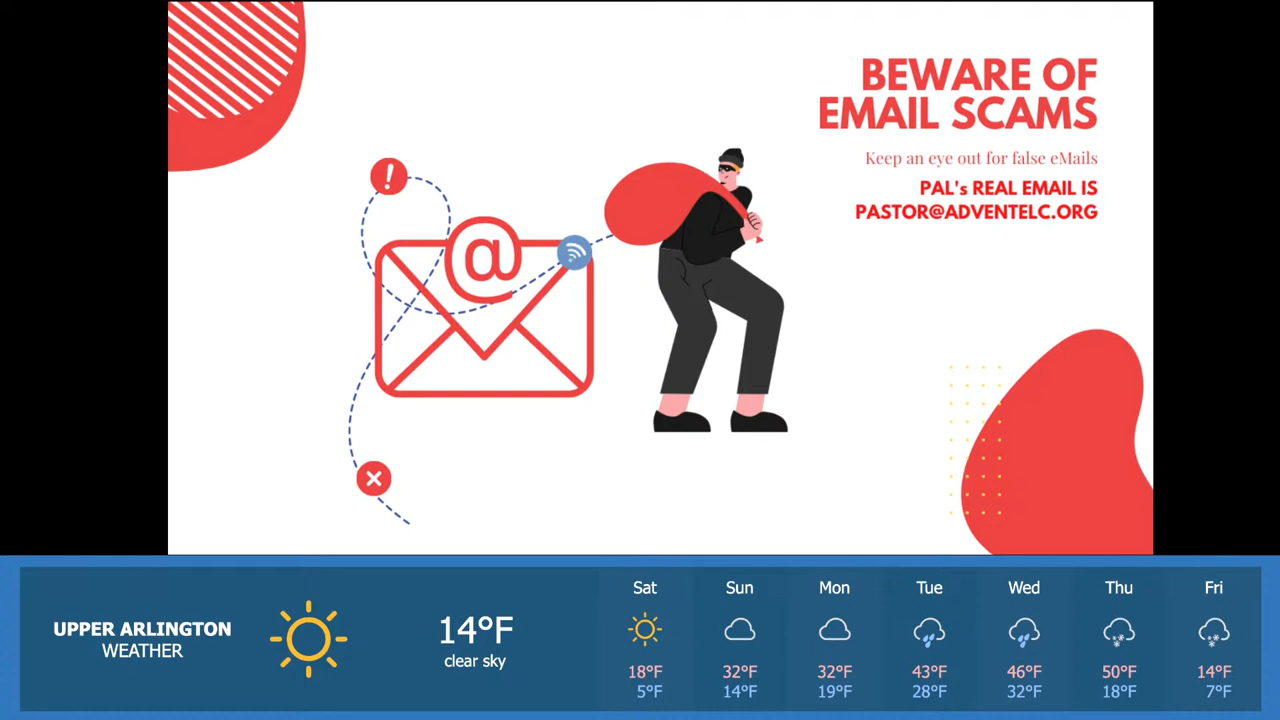 BEWARE OF
EMAIL SCAMS
Keep an eye out for false eMails
PAL's REAL EMAIL IS
PASTOR@ADVENTELC.ORG
!
@
UPPER ARLINGTON
WEATHER
14°F
clear sky
Sat Sun Mon Tue Wed Thu Fri
18°F 32°F 32°F 43°F 46°F 50°F 14°F
5°F 14°F 19°F 28°F 32°F 18°F 7°F